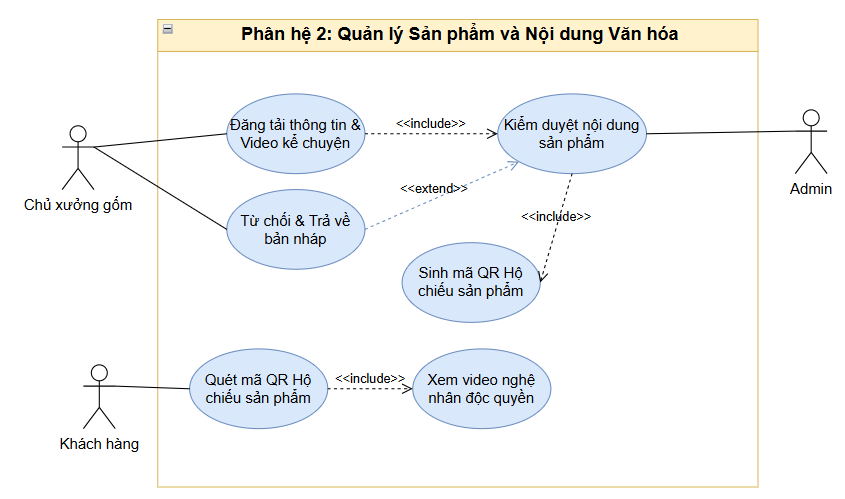 Phân hệ 2: Quản lý Sản phẩm và Nội dung Văn hóa
Đăng tải thông tin &
Video kể chuyện
<<include>>
Kiểm duyệt nội dung
sản phẩm
Chủ xưởng gốm
Admin
Từ chối & Trả về
bản nháp
<<extend>>
<<include>>
Sinh mã QR Hộ
chiếu sản phẩm
Quét mã QR Hộ
chiếu sản phẩm
<<include>>
Xem video nghệ
nhân độc quyền
Khách hàng